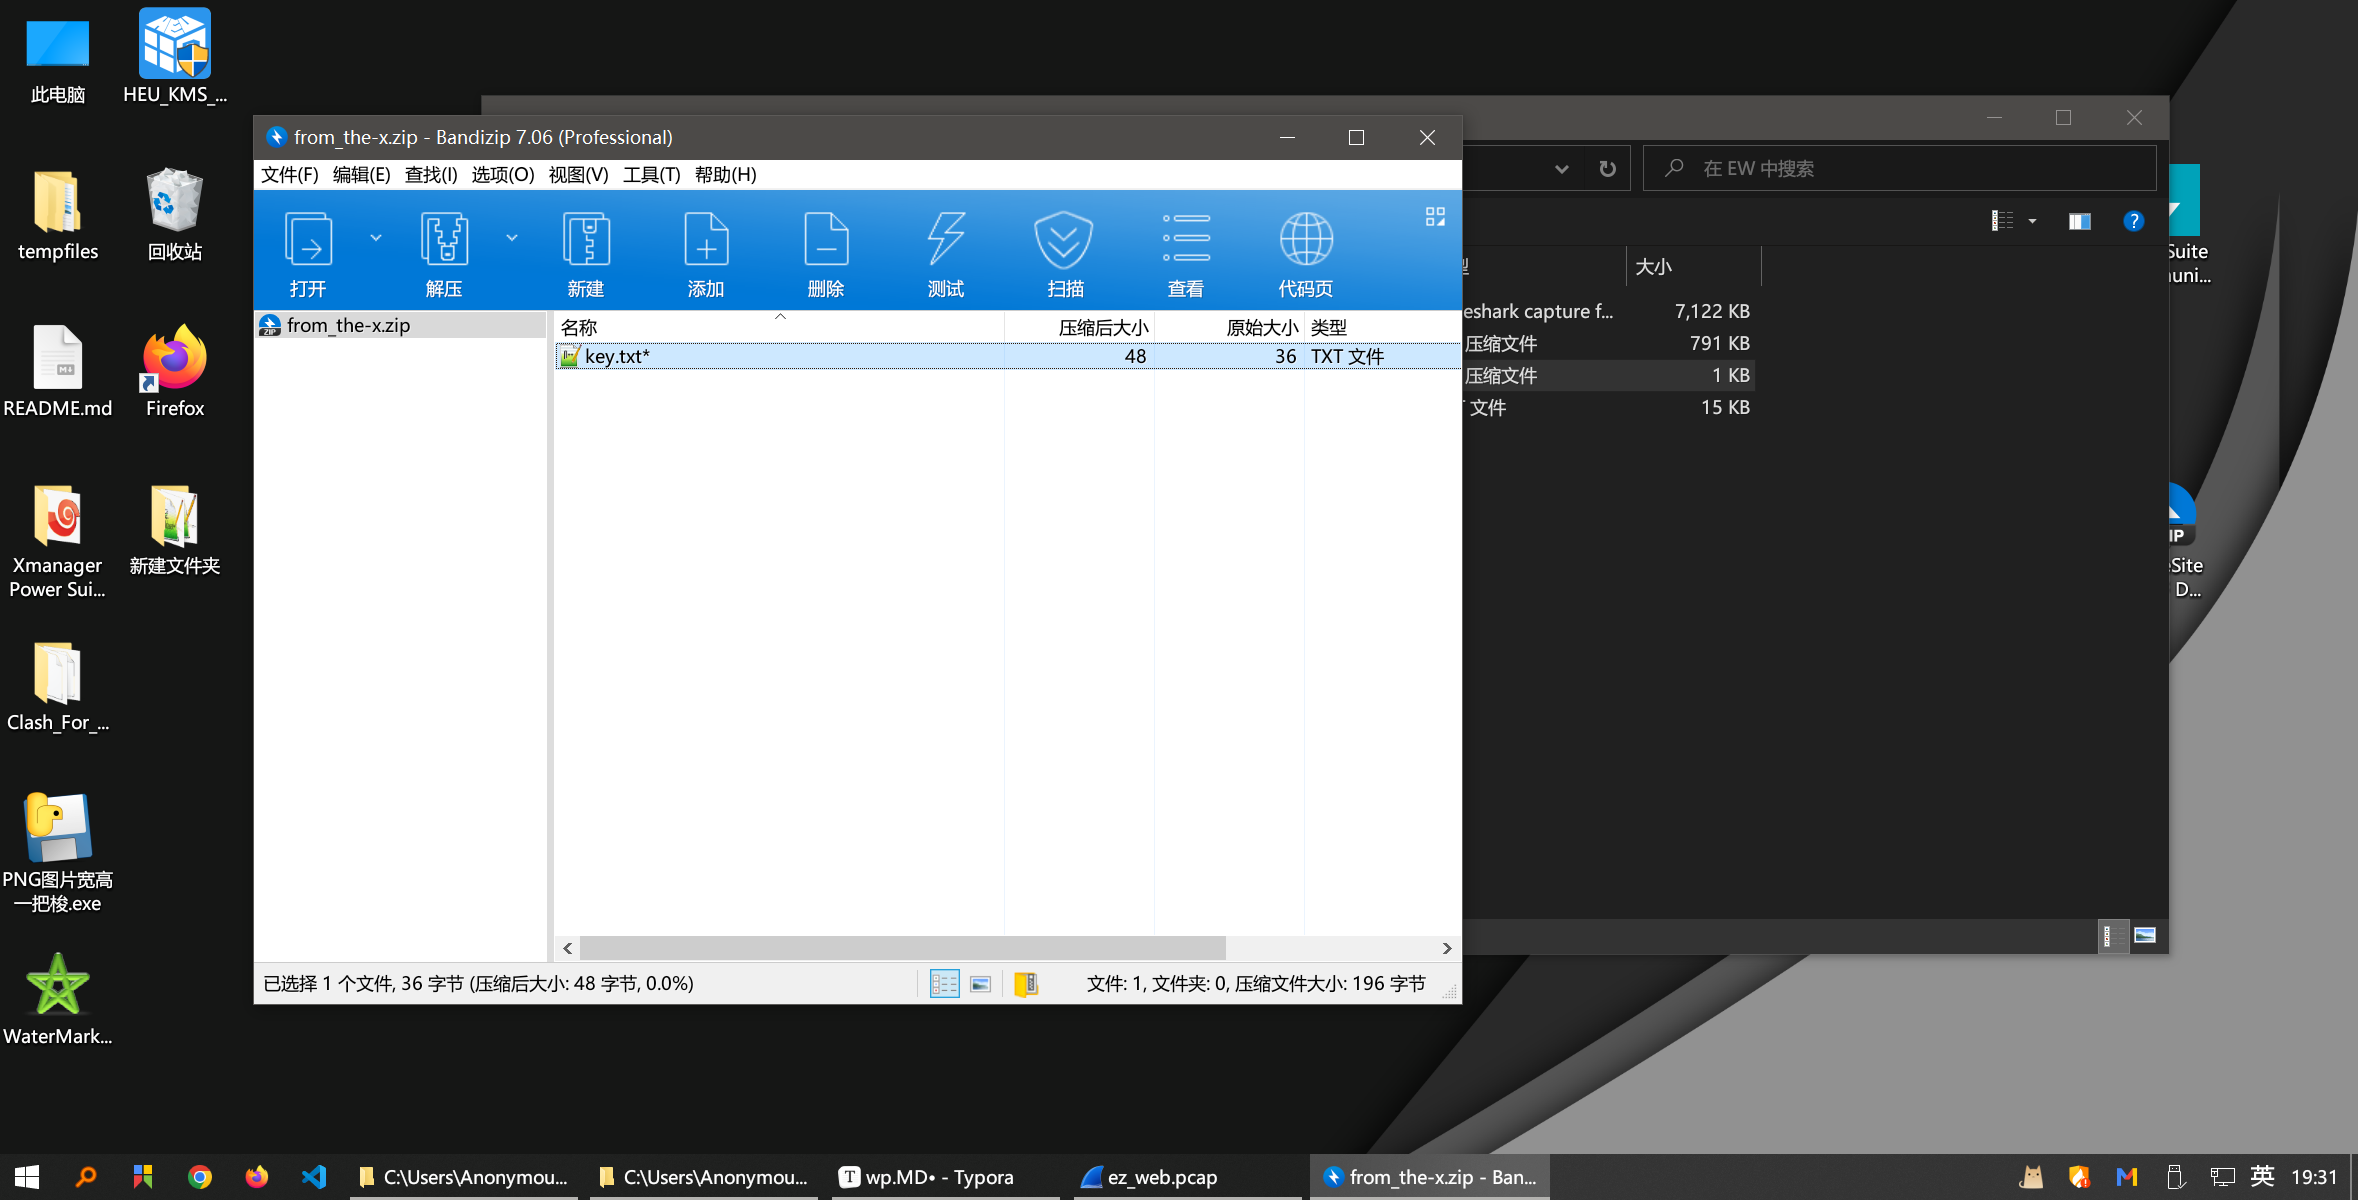 此电脑
HEU_KMS_...
tempfiles
回收站
README.md
Firefox
Xmanager
Power Sui...
新建文件夹
Clash_For_...
PNG图片宽高
一把梭.exe
WaterMark...
from_the-x.zip - Bandizip 7.06 (Professional)
文件(F) 编辑(E) 查找(I) 选项(O) 视图(V) 工具(T) 帮助(H)
打开 解压 新建 添加 删除 测试 扫描 查看 代码页
from_the-x.zip
名称 压缩后大小 原始大小 类型
key.txt* 48 36 TXT 文件
已选择 1 个文件, 36 字节 (压缩后大小: 48 字节, 0.0%)
文件: 1, 文件夹: 0, 压缩文件大小: 196 字节
在 EW 中搜索
大小
eshark capture f... 7,122 KB
压缩文件 791 KB
压缩文件 1 KB
文件 15 KB
Suite
uni...
IP
Site
D...
C:\Users\Anonymou...
C:\Users\Anonymou...
wp.MD• - Typora
ez_web.pcap
from_the-x.zip - Ban...
英
19:31